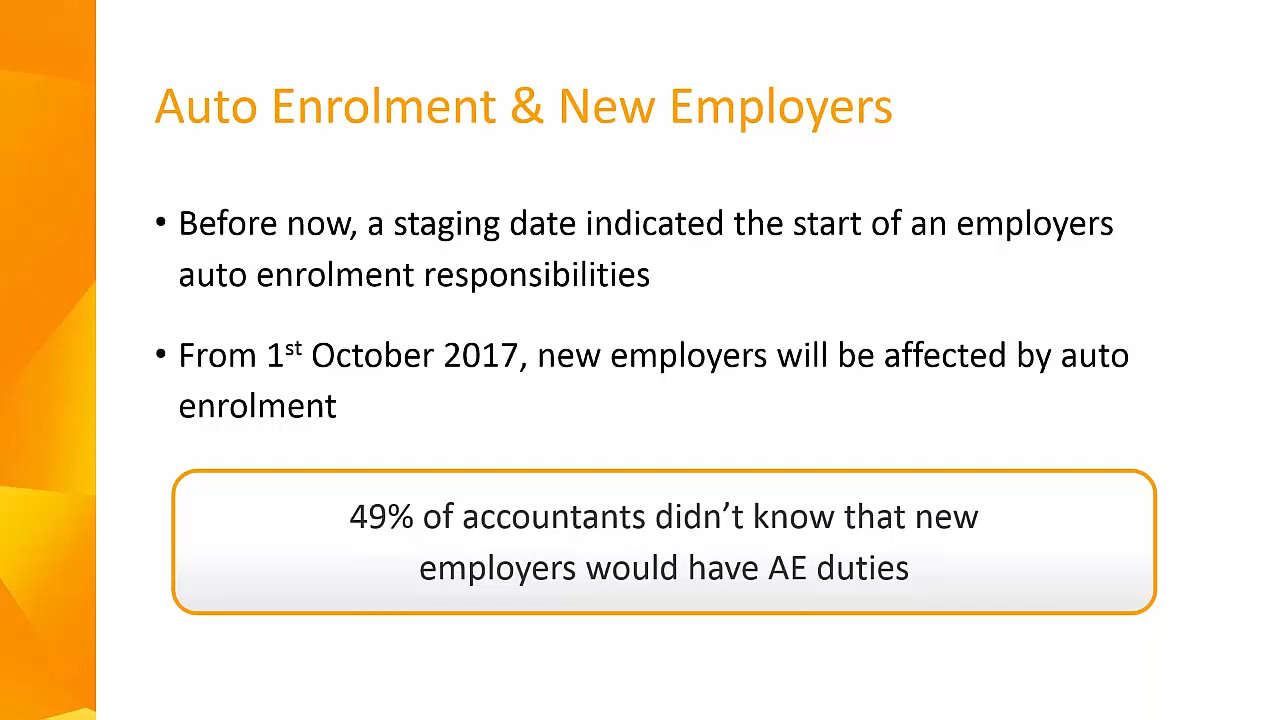 Auto Enrolment & New Employers
• Before now, a staging date indicated the start of an employers
auto enrolment responsibilities
• From 1st October 2017, new employers will be affected by auto
enrolment
49% of accountants didn’t know that new
employers would have AE duties